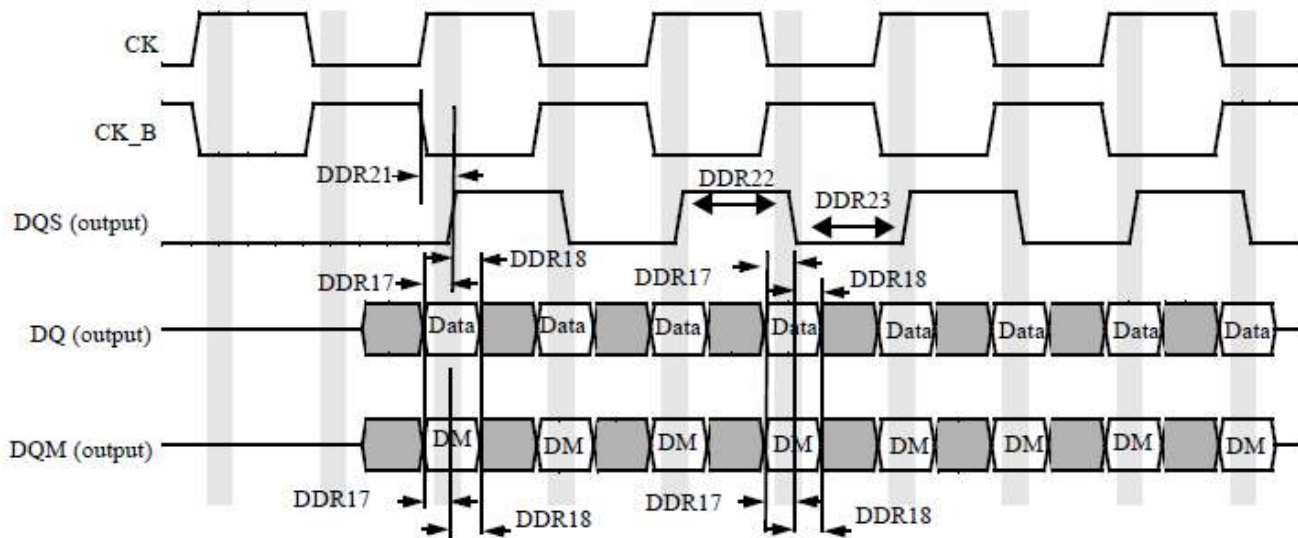 CK
CK_B
DDR21
DDR22
DDR23
DQS (output)
DDR17
DDR18
DDR17
DDR18
DQ (output)
Data
Data
Data
Data
Data
Data
Data
Data
DQM (output)
DM
DM
DM
DM
DM
DM
DM
DM
DDR17
DDR18
DDR17
DDR18